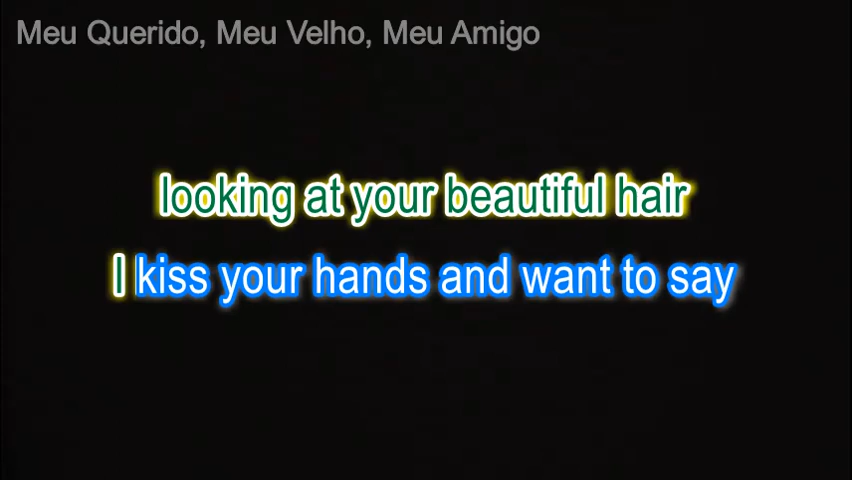 Meu Querido, Meu Velho, Meu Amigo
looking at your beautiful hair
I kiss your hands and want to say